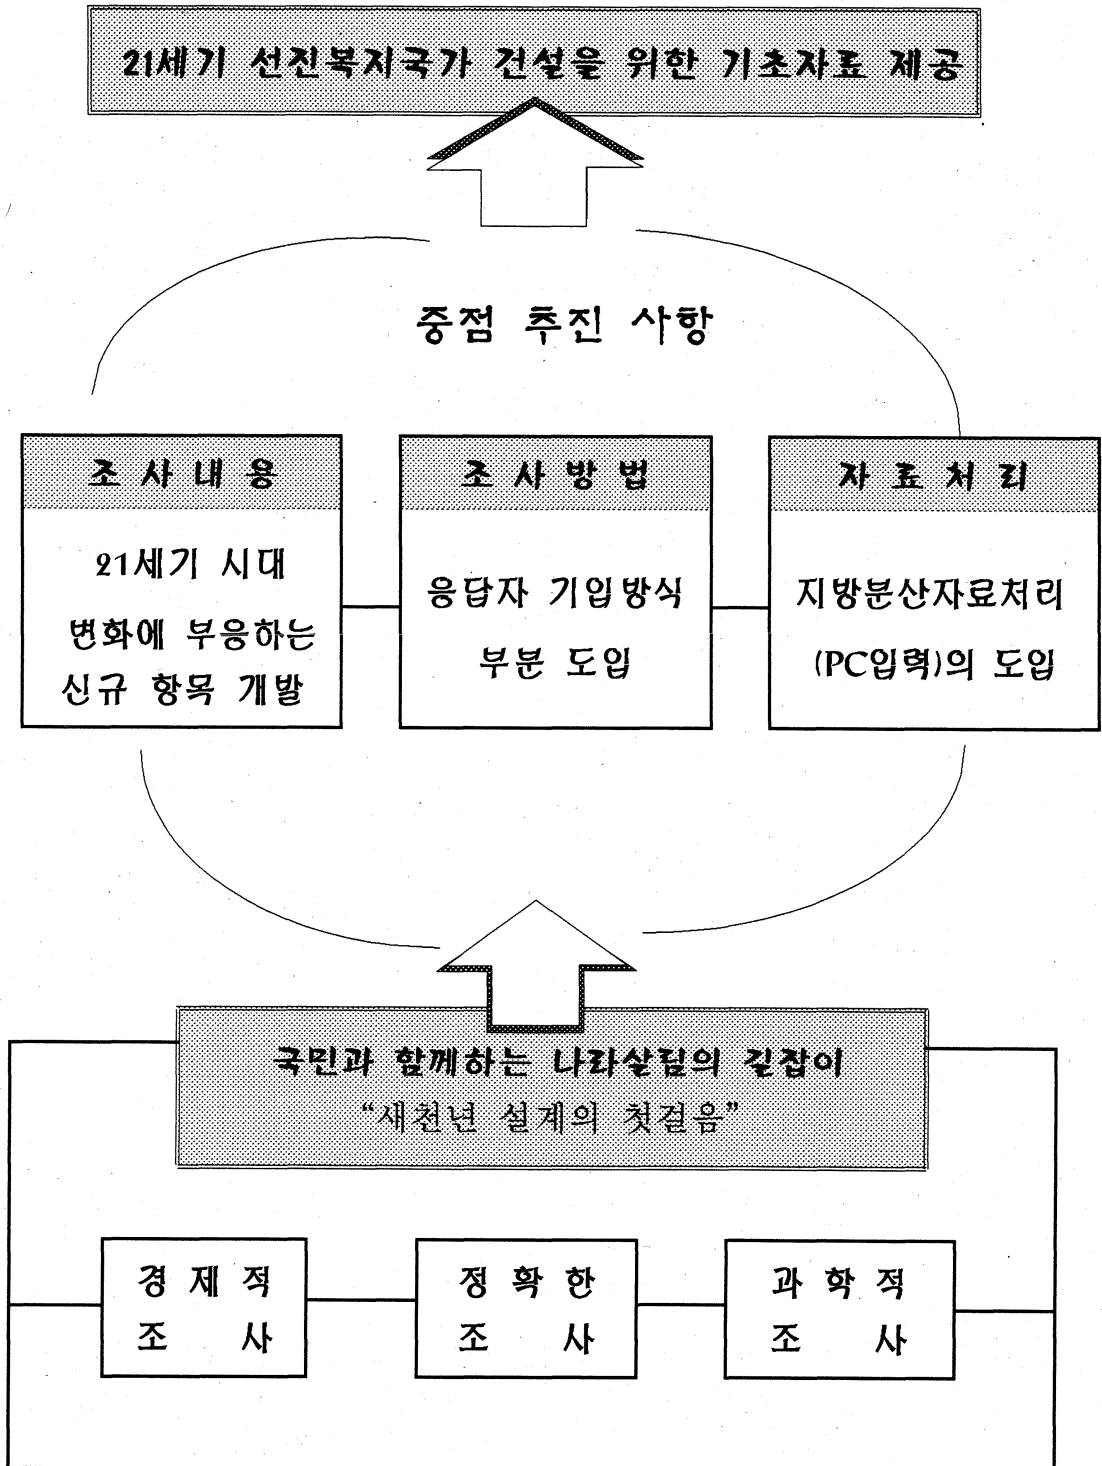 21세기 선진복지국가 건설을 위한 기초자료 제공
중점 추진 사항
조 사 내 용
21세기 시대
변화에 부응하는
신규 항목 개발
조 사 방 법
응답자 기입방식
부분 도입
자 료 처 리
지방분산자료처리
(PC입력)의 도입
국민과 함께하는 나라살림의 길잡이
“새천년 설계의 첫걸음”
경 제 적
조 사
정 확 한
조 사
과 학 적
조 사